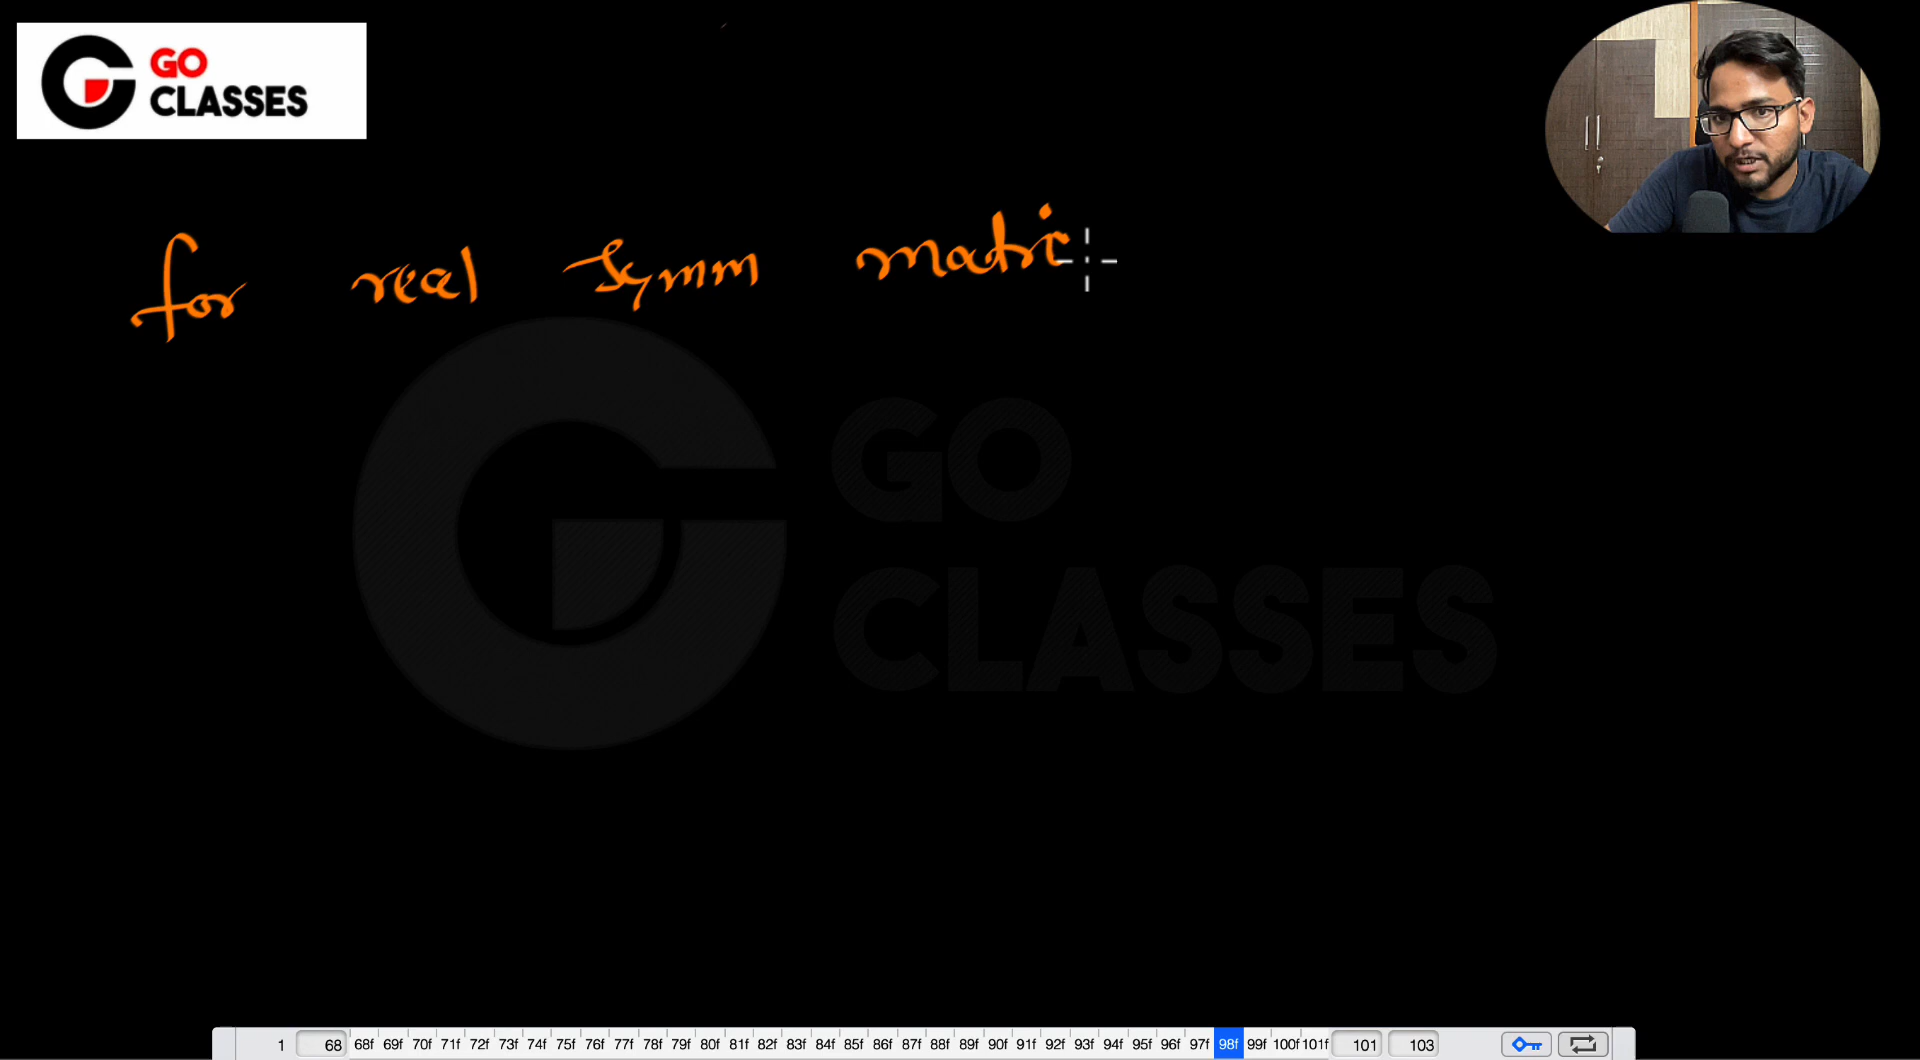 GO
CLASSES
for real symm matric
GO
CLASSES
1 68 68f 69f 70f 71f 72f 73f 74f 75f 76f 77f 78f 79f 80f 81f 82f 83f 84f 85f 86f 87f 88f 89f 90f 91f 92f 93f 94f 95f 96f 97f 98f 99f 100f 101f 101 103